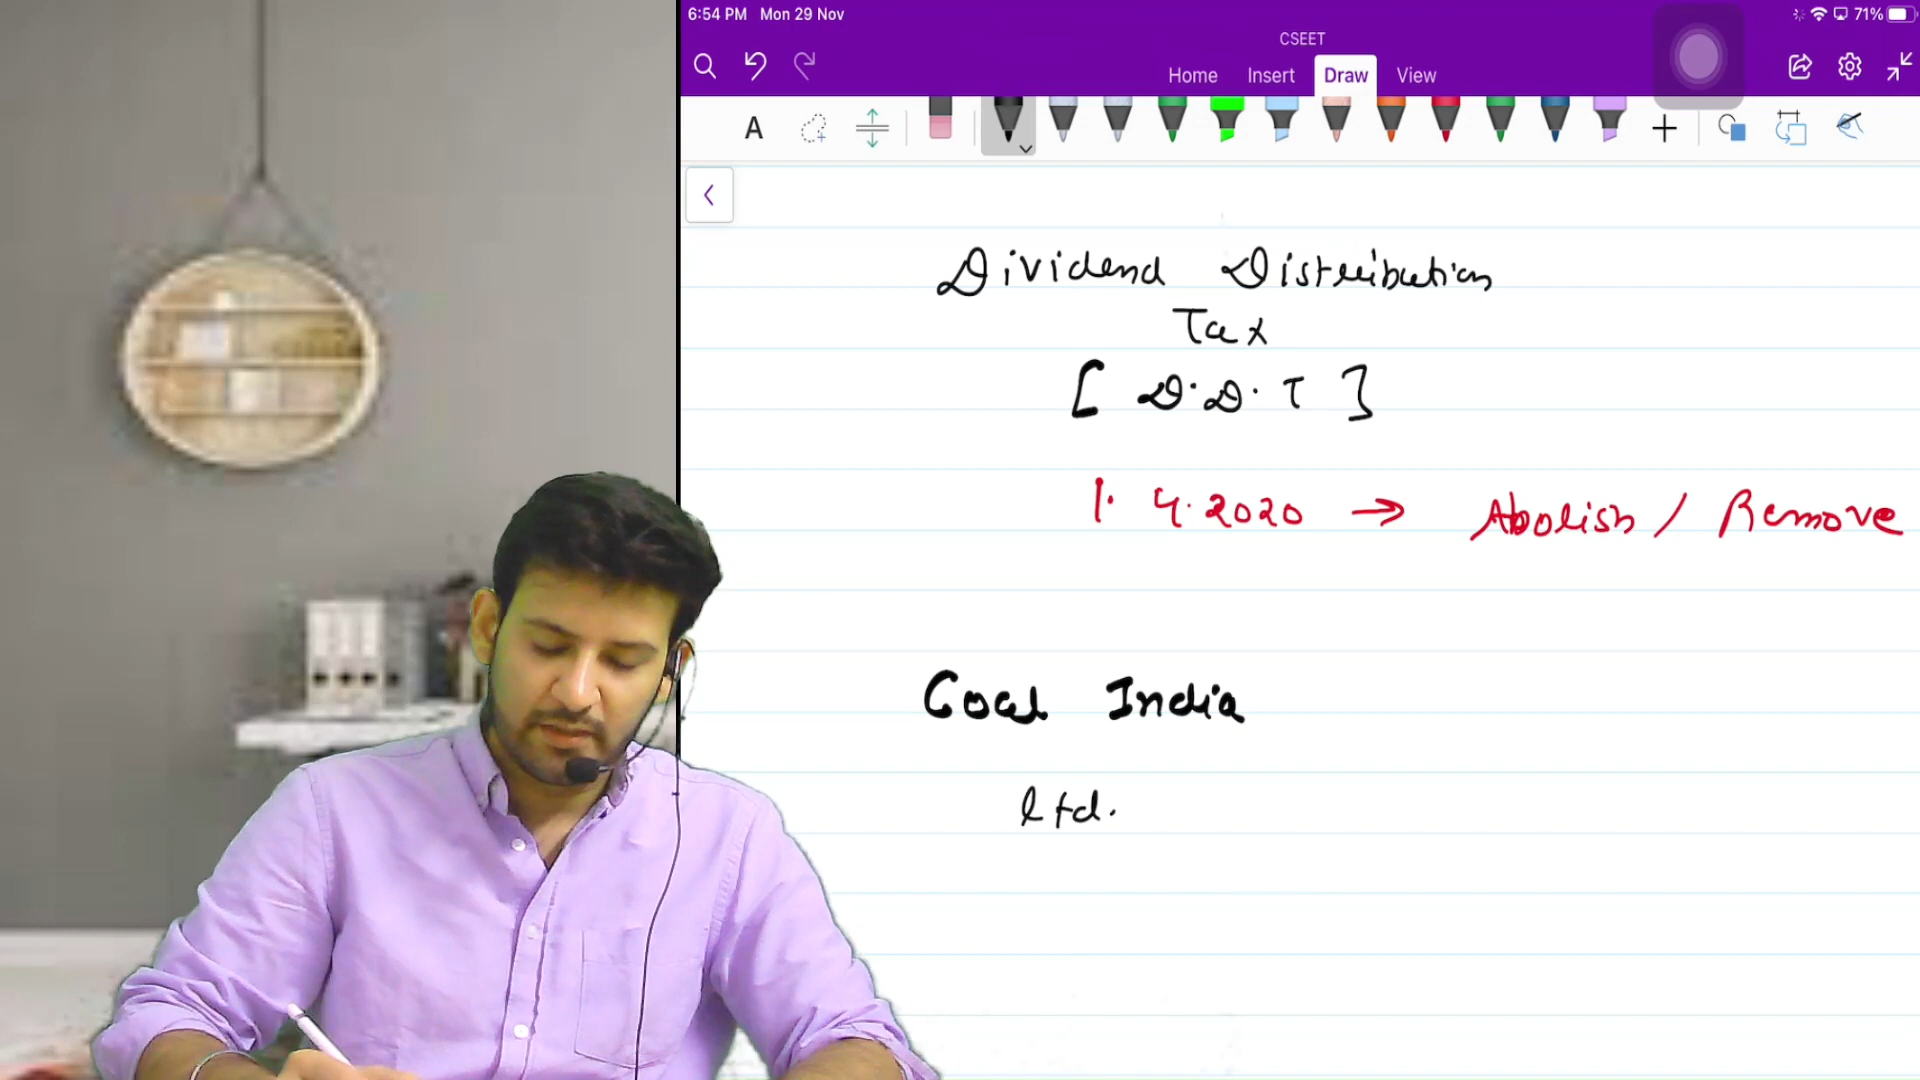 6:54 PM Mon 29 Nov 71%
CSEET
Home Insert Draw View
A
Dividend Distribution
Tax
[ D.D.T ]
1.4.2020 → Abolish / Remove
Coal India
Ltd.